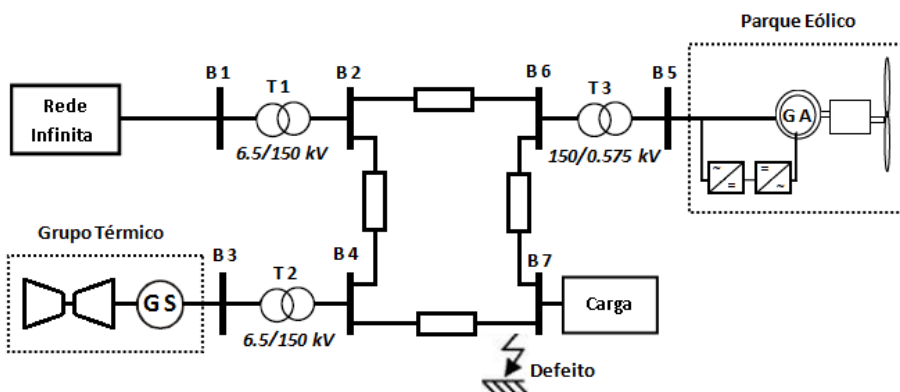 Parque Eólico
B 1
T 1
B 2
B 6
T 3
B 5
Rede
Infinita
G A
6.5/150 kV
150/0.575 kV
~
=
=
~
Grupo Térmico
B 3
T 2
B 4
B 7
G S
Carga
6.5/150 kV
Defeito